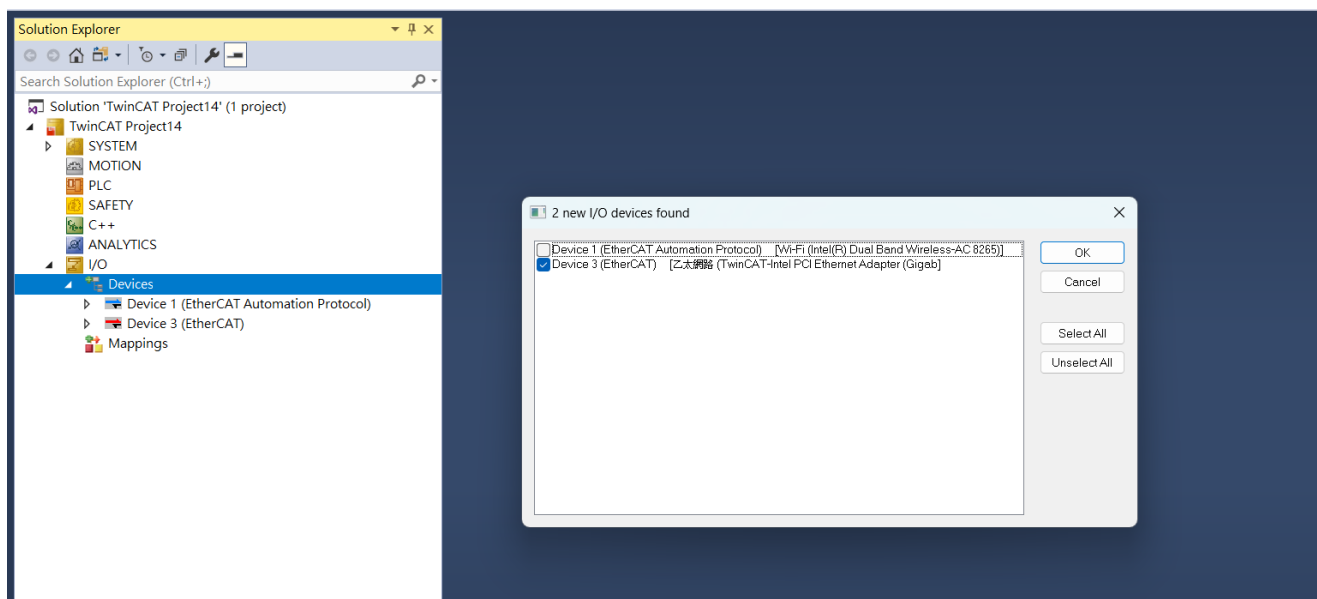 Solution Explorer
Search Solution Explorer (Ctrl+;)
Solution 'TwinCAT Project14' (1 project)
TwinCAT Project14
SYSTEM
MOTION
PLC
SAFETY
C++
ANALYTICS
I/O
Devices
Device 1 (EtherCAT Automation Protocol)
Device 3 (EtherCAT)
Mappings
2 new I/O devices found
Device 1 (EtherCAT Automation Protocol) [Wi-Fi (Intel(R) Dual Band Wireless-AC 8265)]
Device 3 (EtherCAT) [乙太網路 (TwinCAT-Intel PCI Ethernet Adapter (Gigab]
OK
Cancel
Select All
Unselect All